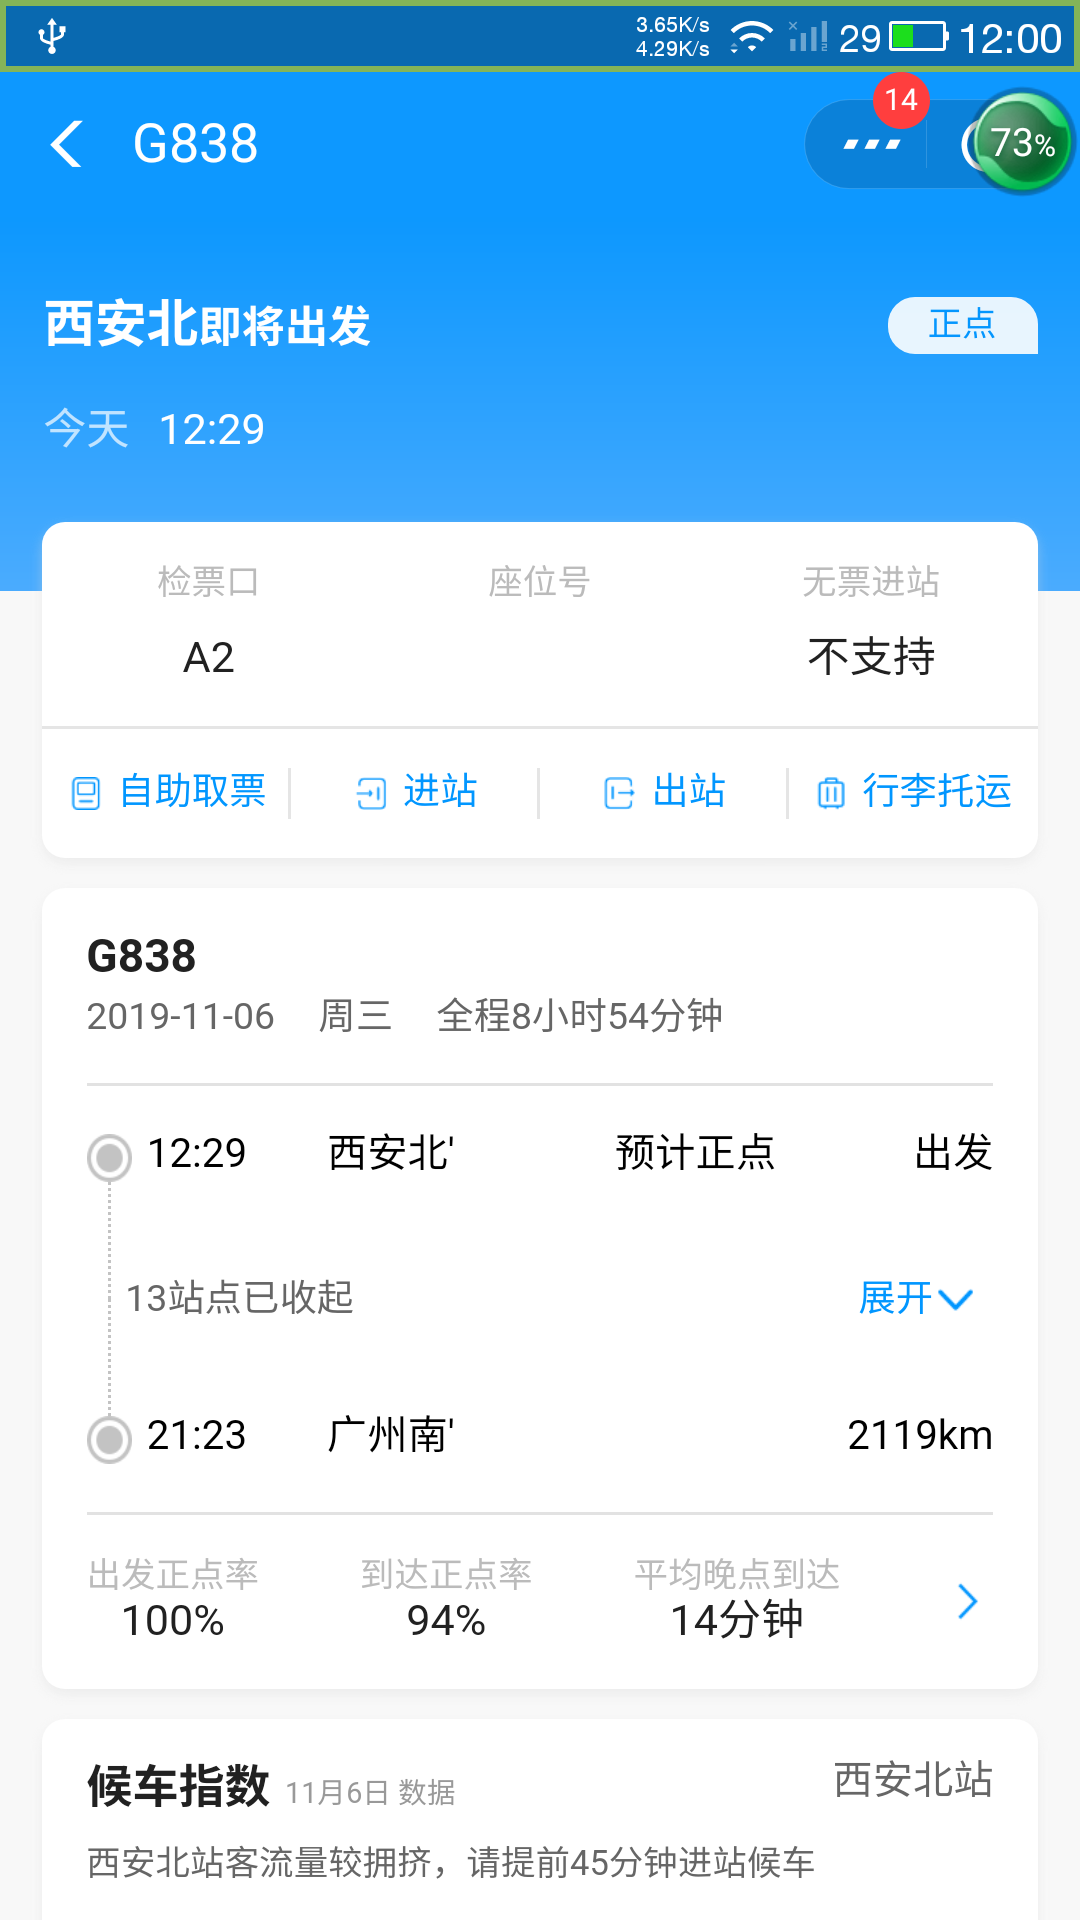 3.65K/s
4.29K/s
29
12:00
G838
14
73%
西安北即将出发
正点
今天 12:29
检票口 座位号 无票进站
A2 不支持
自助取票 进站 出站 行李托运
G838
2019-11-06 周三 全程8小时54分钟
12:29 西安北' 预计正点 出发
13站点已收起 展开
21:23 广州南' 2119km
出发正点率 到达正点率 平均晚点到达
100% 94% 14分钟
候车指数 11月6日 数据 西安北站
西安北站客流量较拥挤，请提前45分钟进站候车